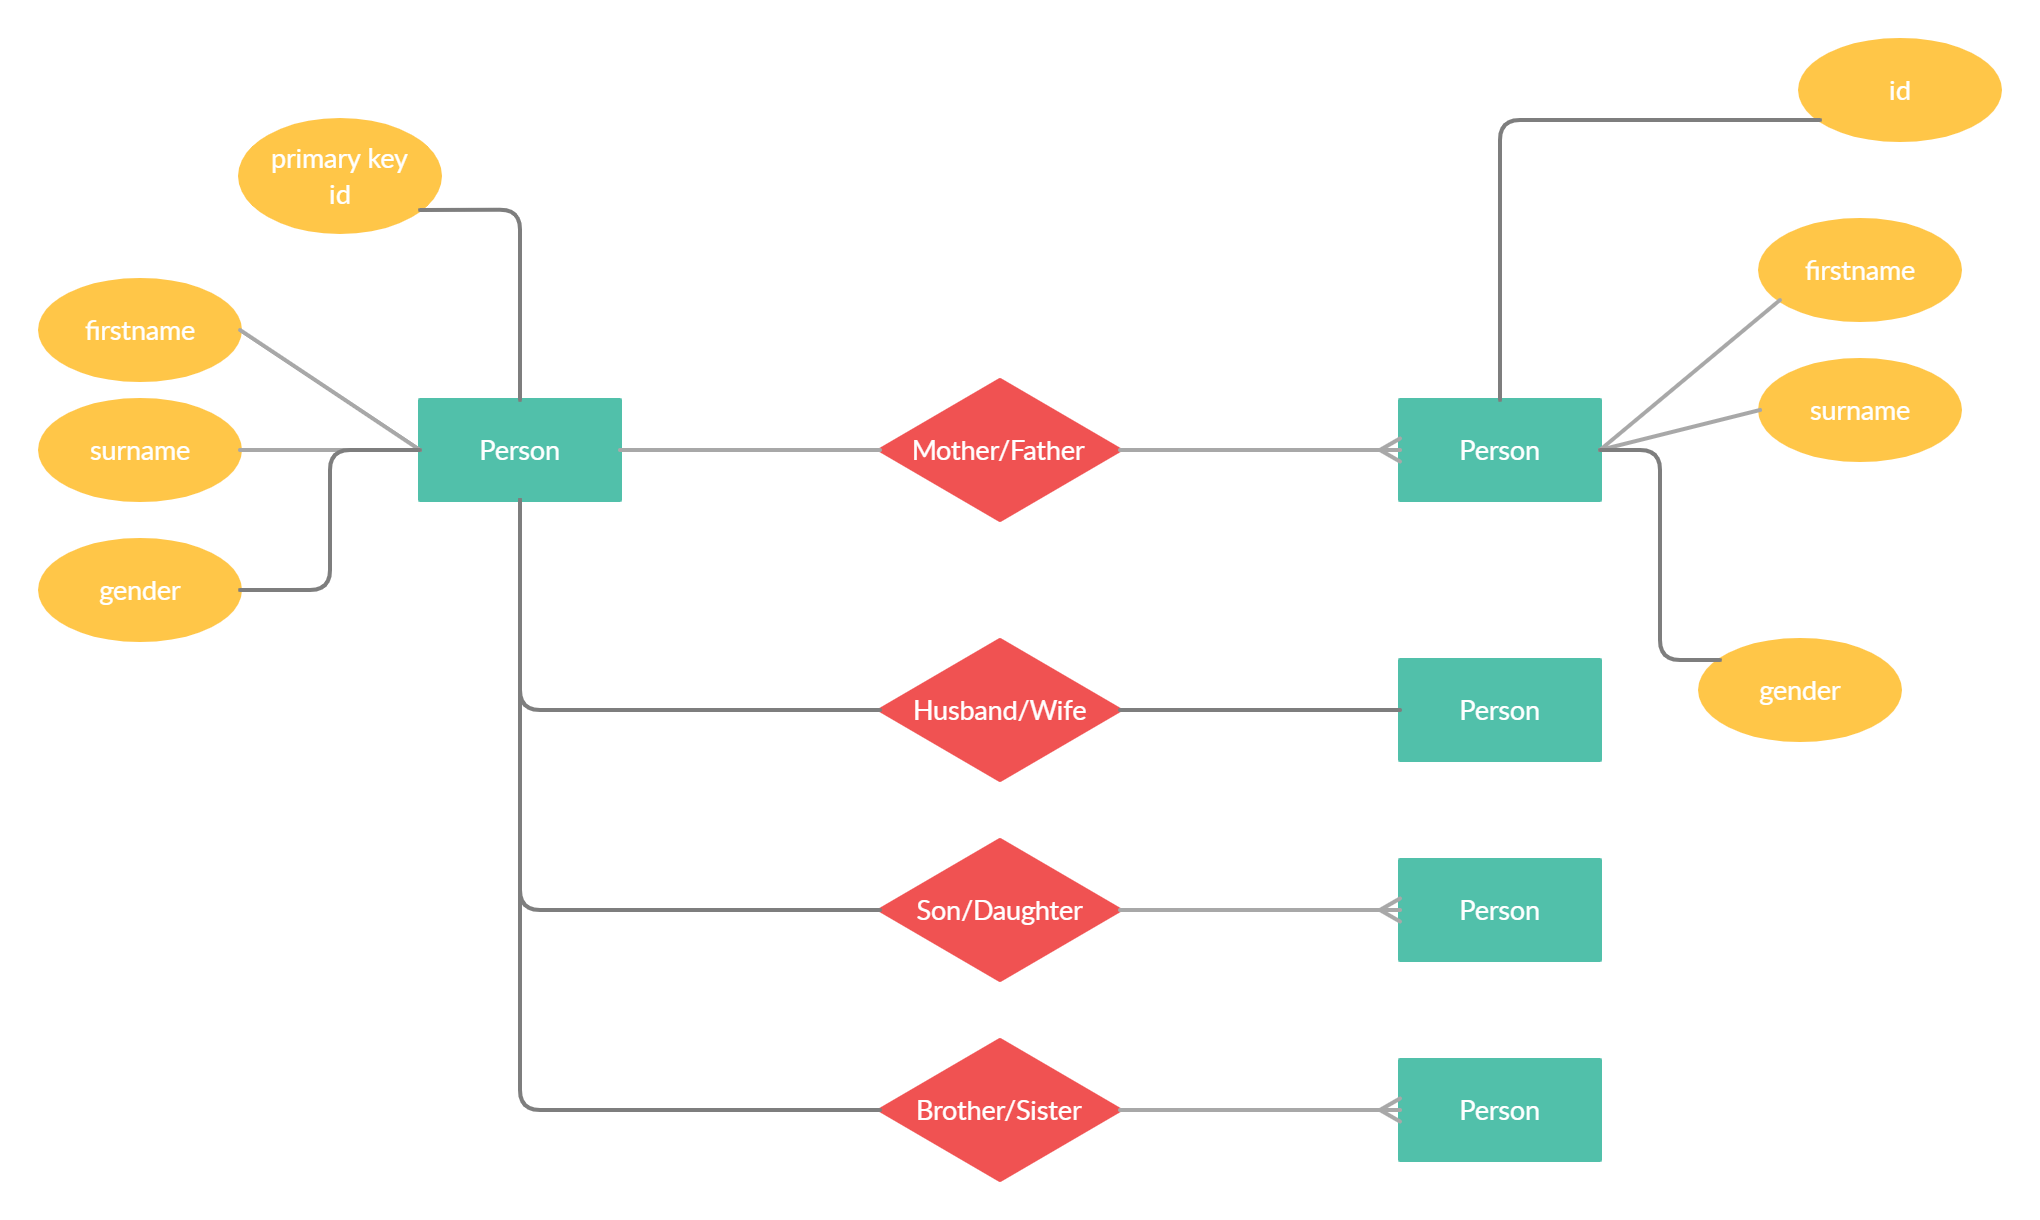 id
primary key
id
firstname
firstname
surname
surname
Person
Mother/Father
Person
gender
gender
Husband/Wife
Person
Son/Daughter
Person
Brother/Sister
Person